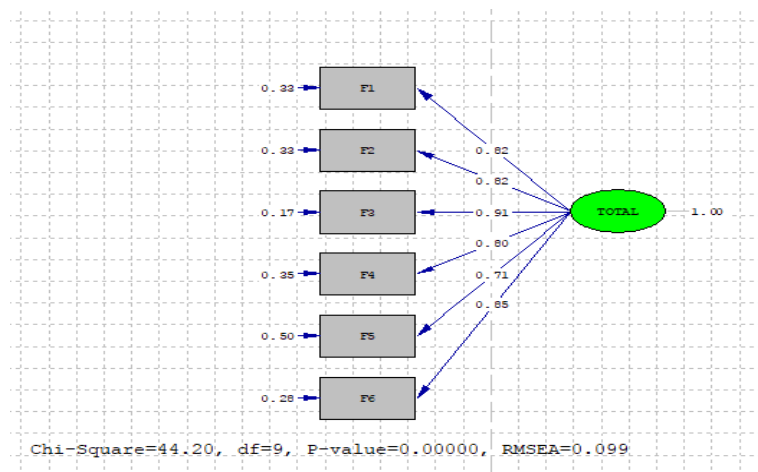 0.33 F1
0.82
0.33 F2
0.82
0.17 F3 0.91 TOTAL 1.00
0.80
0.35 F4 0.71
0.85
0.50 F5
0.28 F6
Chi-Square=44.20, df=9, P-value=0.00000, RMSEA=0.099